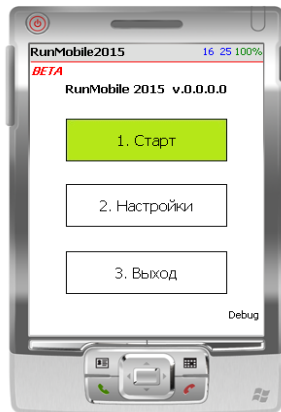 RunMobile2015 16 25 100%
BETA
RunMobile 2015 v.0.0.0.0
1. Старт
2. Настройки
3. Выход
Debug